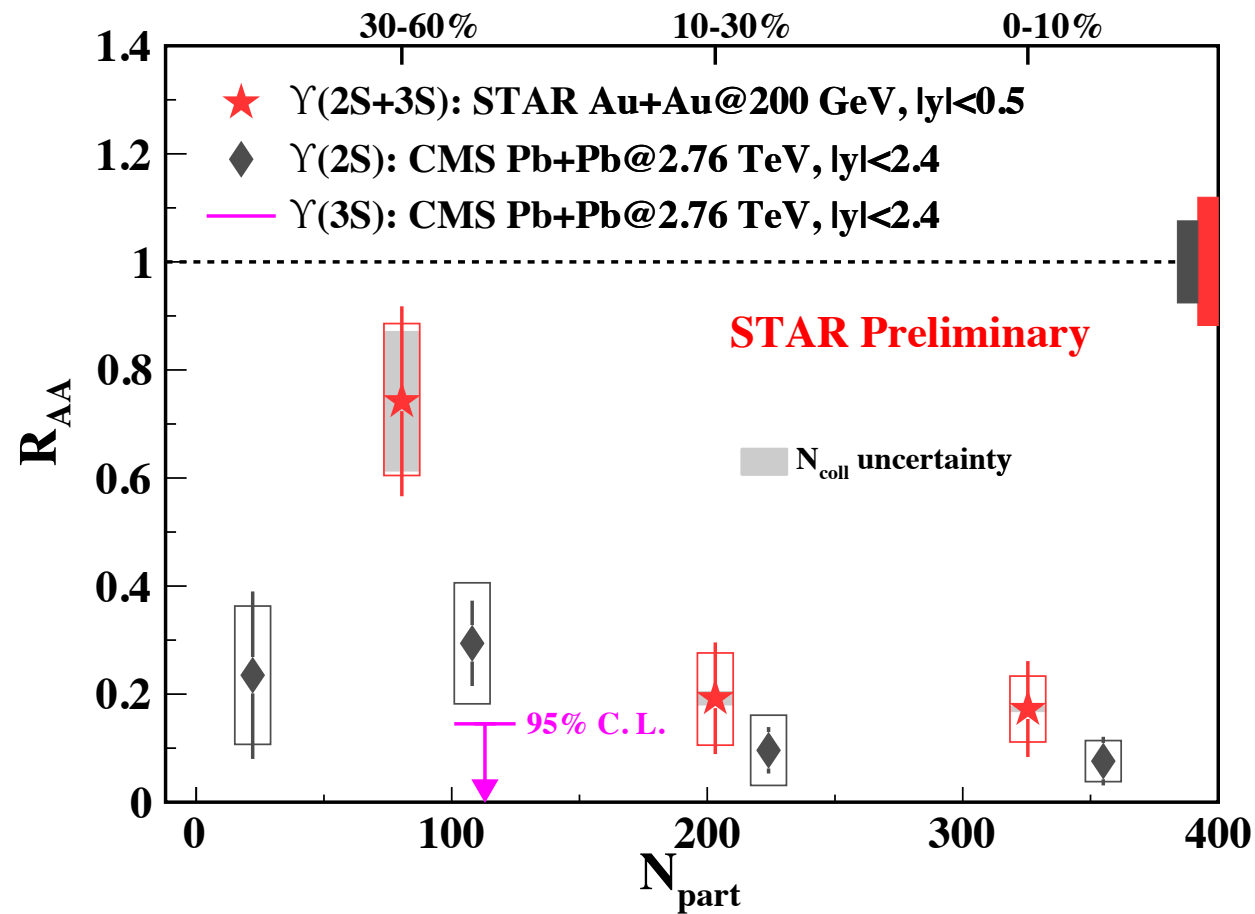 30-60% 10-30% 0-10%
1.4
ϒ(2S+3S): STAR Au+Au@200 GeV, |y|<0.5
1.2
ϒ(2S): CMS Pb+Pb@2.76 TeV, |y|<2.4
ϒ(3S): CMS Pb+Pb@2.76 TeV, |y|<2.4
1
STAR Preliminary
0.8
R_AA
N_coll uncertainty
0.6
0.4
0.2
95% C. L.
0
0 100 200 300 400
N_part